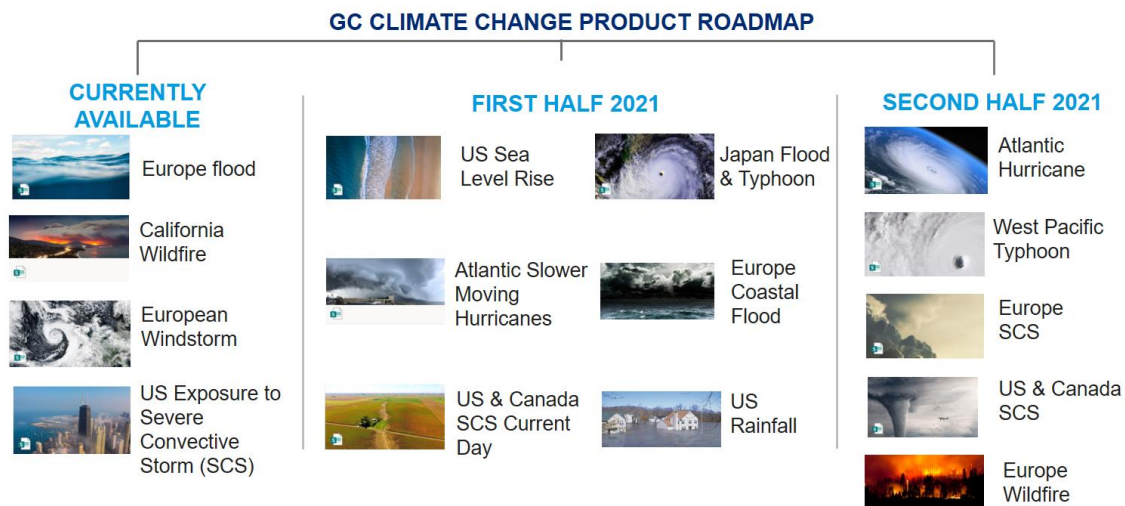 GC CLIMATE CHANGE PRODUCT ROADMAP
CURRENTLY
AVAILABLE
Europe flood
California
Wildfire
European
Windstorm
US Exposure to
Severe
Convective
Storm (SCS)
FIRST HALF 2021
US Sea
Level Rise
Japan Flood
& Typhoon
Atlantic Slower
Moving
Hurricanes
Europe
Coastal
Flood
US & Canada
SCS Current
Day
US
Rainfall
SECOND HALF 2021
Atlantic
Hurricane
West Pacific
Typhoon
Europe
SCS
US & Canada
SCS
Europe
Wildfire